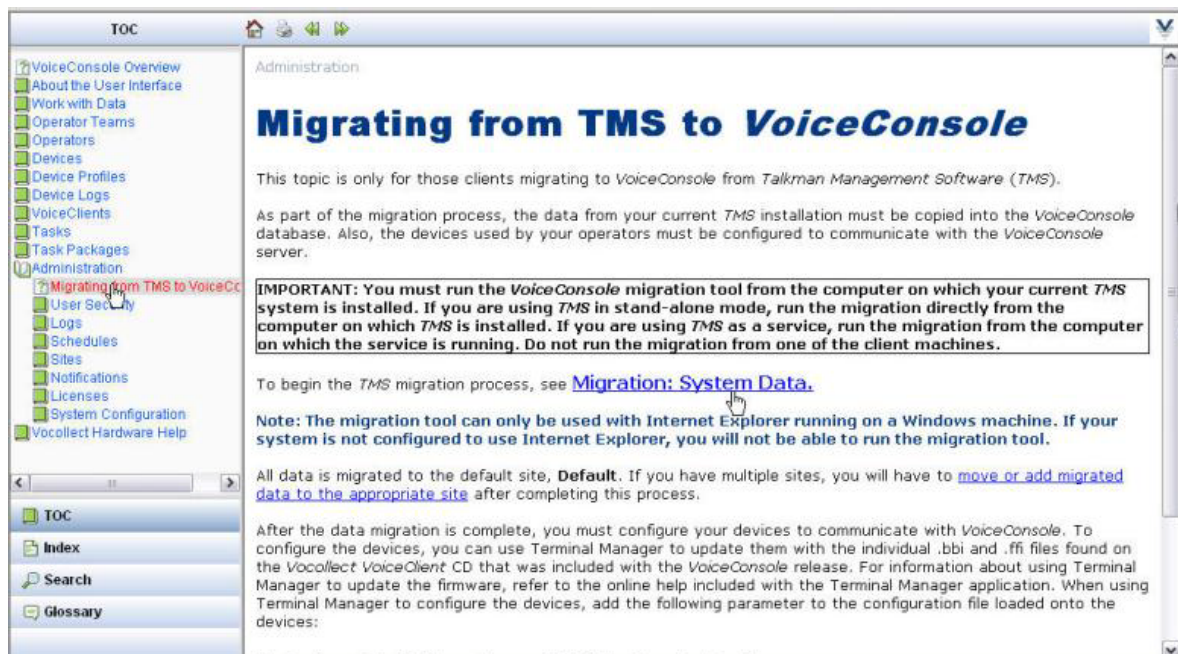 TOC
VoiceConsole Overview
About the User Interface
Work with Data
Operator Teams
Operators
Devices
Device Profiles
Device Logs
VoiceClients
Tasks
Task Packages
Administration
Migrating from TMS to VoiceCo
User Security
Logs
Schedules
Sites
Notifications
Licenses
System Configuration
Vocollect Hardware Help
TOC
Index
Search
Glossary
Administration
Migrating from TMS to VoiceConsole
This topic is only for those clients migrating to VoiceConsole from Talkman Management Software (TMS).
As part of the migration process, the data from your current TMS installation must be copied into the VoiceConsole
database. Also, the devices used by your operators must be configured to communicate with the VoiceConsole
server.
IMPORTANT: You must run the VoiceConsole migration tool from the computer on which your current TMS
system is installed. If you are using TMS in stand-alone mode, run the migration directly from the
computer on which TMS is installed. If you are using TMS as a service, run the migration from the computer
on which the service is running. Do not run the migration from one of the client machines.
To begin the TMS migration process, see Migration: System Data.
Note: The migration tool can only be used with Internet Explorer running on a Windows machine. If your
system is not configured to use Internet Explorer, you will not be able to run the migration tool.
All data is migrated to the default site, Default. If you have multiple sites, you will have to move or add migrated
data to the appropriate site after completing this process.
After the data migration is complete, you must configure your devices to communicate with VoiceConsole. To
configure the devices, you can use Terminal Manager to update them with the individual .bbi and .ffi files found on
the Vocollect VoiceClient CD that was included with the VoiceConsole release. For information about using Terminal
Manager to update the firmware, refer to the online help included with the Terminal Manager application. When using
Terminal Manager to configure the devices, add the following parameter to the configuration file loaded onto the
devices: